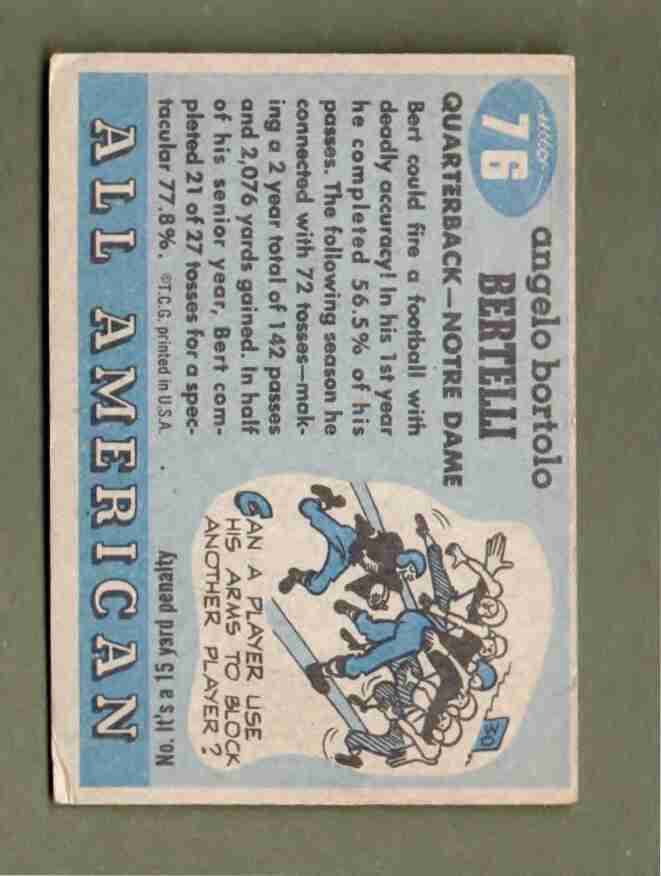 76
angelo bortolo
BERTELLI
QUARTERBACK—NOTRE DAME
Bert could fire a football with
deadly accuracy! In his 1st year
he completed 56.5% of his
passes. The following season he
connected with 72 tosses—mak-
ing a 2 year total of 142 passes
and 2,076 yards gained. In half
of his senior year, Bert com-
pleted 21 of 27 tosses for a spec-
tacular 77.8%. ©T.C.G. printed in U.S.A.
30
CAN A PLAYER USE
HIS ARMS TO BLOCK
ANOTHER PLAYER?
No. It's a 15 yard penalty
ALL AMERICAN